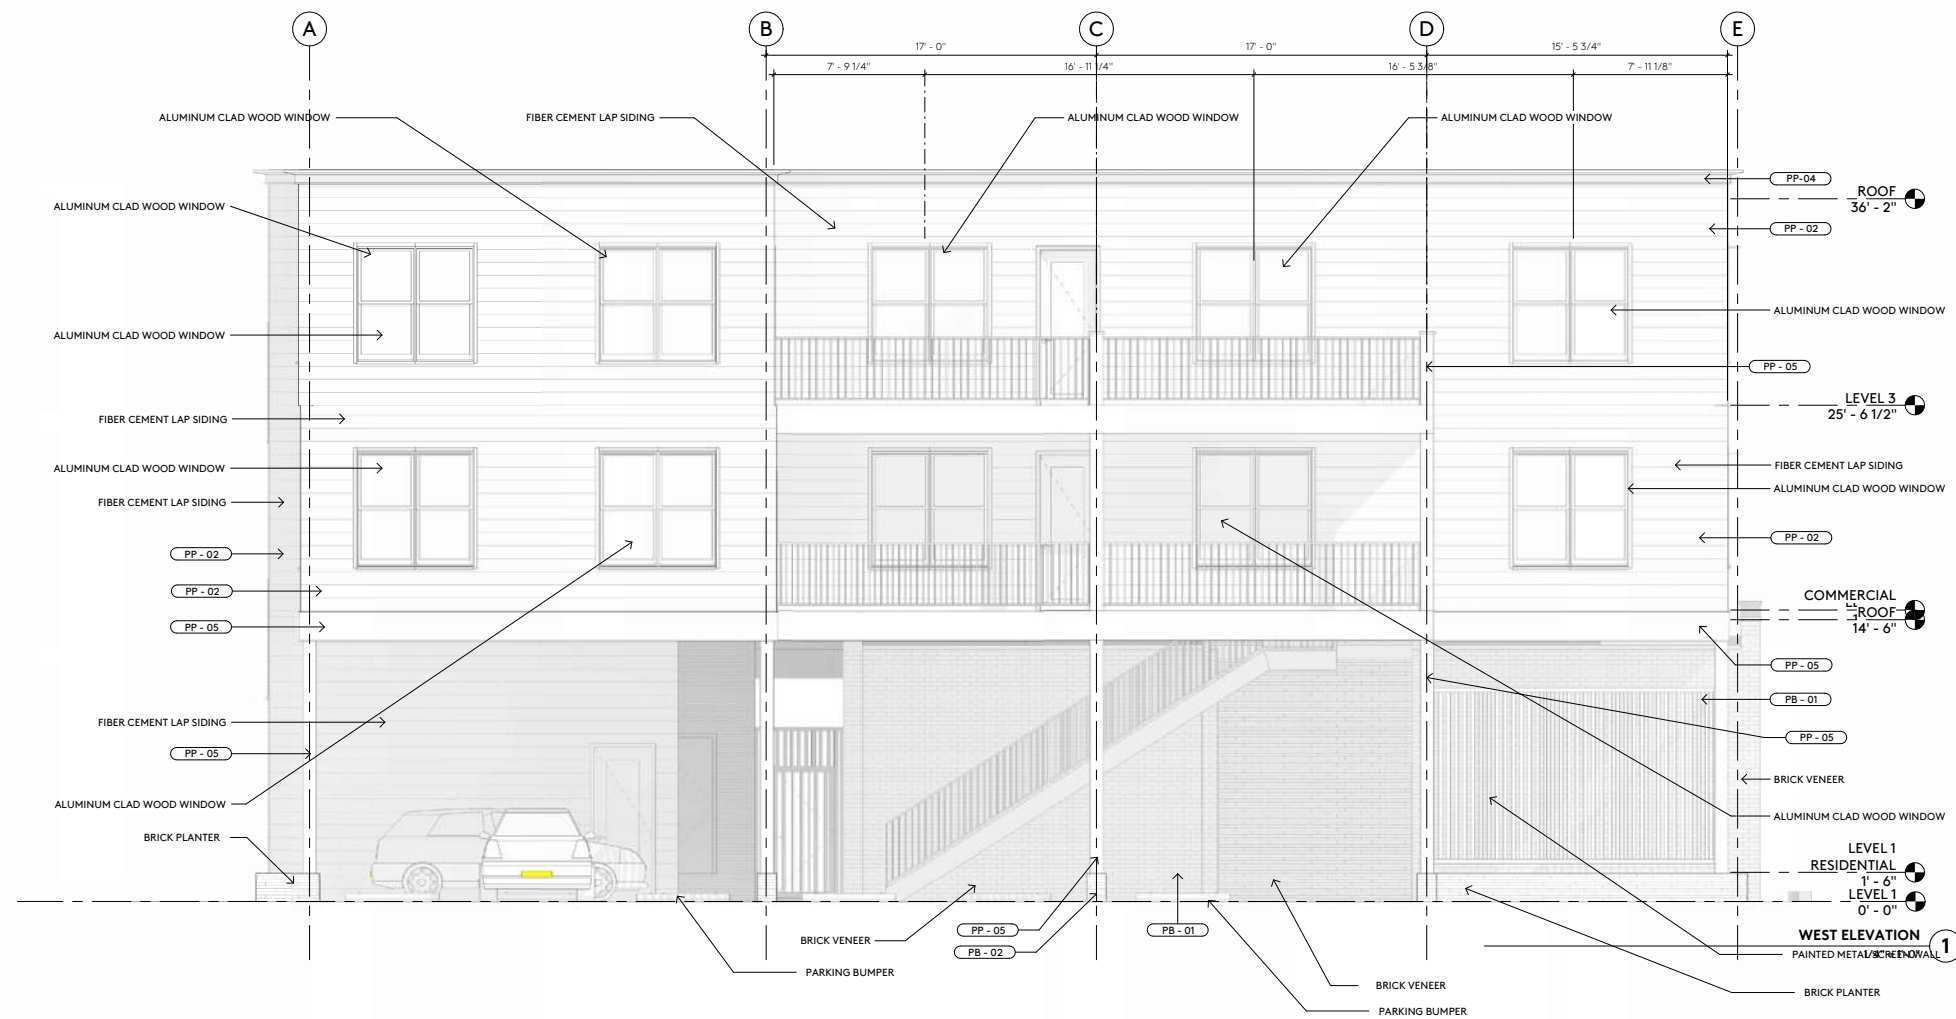 A B C D E
17' - 0" 17' - 0" 15' - 5 3/4"
7' - 9 1/4" 16' - 11 1/4" 16' - 5 3/8" 7' - 11 1/8"
ALUMINUM CLAD WOOD WINDOW
FIBER CEMENT LAP SIDING
ALUMINUM CLAD WOOD WINDOW
ALUMINUM CLAD WOOD WINDOW
PP-04
ROOF
36' - 2"
ALUMINUM CLAD WOOD WINDOW
PP - 02
ALUMINUM CLAD WOOD WINDOW
ALUMINUM CLAD WOOD WINDOW
PP - 05
LEVEL 3
25' - 6 1/2"
FIBER CEMENT LAP SIDING
ALUMINUM CLAD WOOD WINDOW
FIBER CEMENT LAP SIDING
ALUMINUM CLAD WOOD WINDOW
FIBER CEMENT LAP SIDING
PP - 02
PP - 02
PP - 02
COMMERCIAL
ROOF
14' - 6"
PP - 05
PP - 05
PB - 01
FIBER CEMENT LAP SIDING
PP - 05
PP - 05
BRICK VENEER
ALUMINUM CLAD WOOD WINDOW
ALUMINUM CLAD WOOD WINDOW
BRICK PLANTER
LEVEL 1
RESIDENTIAL
1' - 6"
LEVEL 1
0' - 0"
PP - 05
PB - 01
BRICK VENEER
PB - 02
WEST ELEVATION
1
PAINTED METAL SCREEN WALL
PARKING BUMPER
BRICK VENEER
BRICK PLANTER
PARKING BUMPER